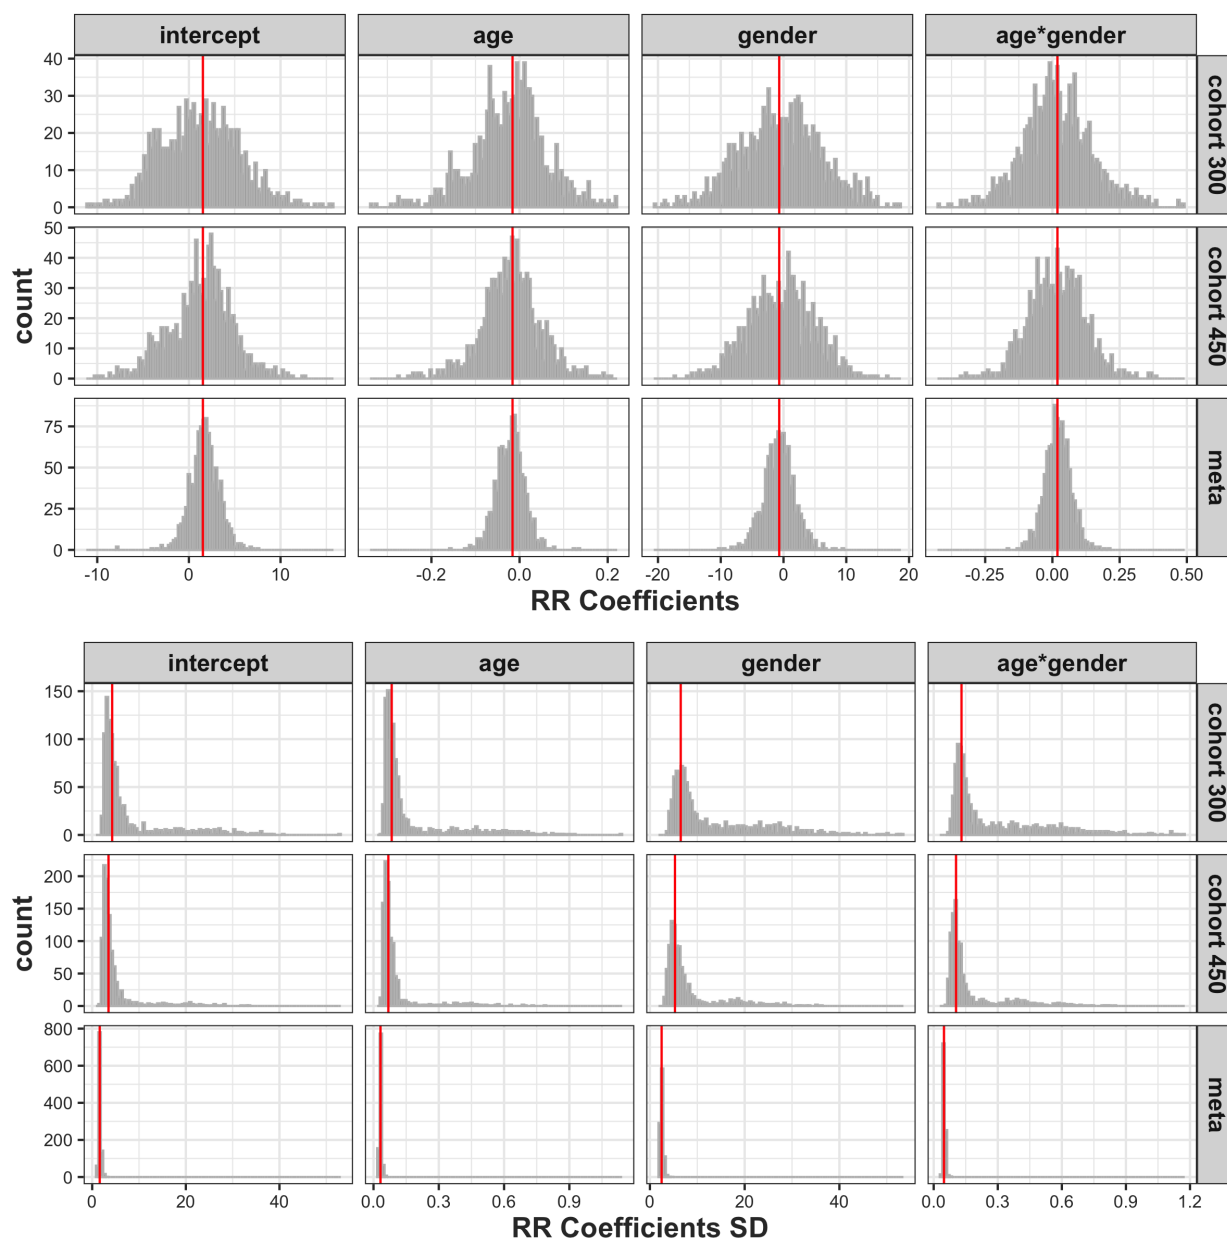 intercept age gender age*gender
40
30
20
10
0
cohort 300
50
40
30
20
10
0
cohort 450
75
50
25
0
meta
count
-10 0 10 -0.2 0.0 0.2 -20 -10 0 10 20 -0.25 0.00 0.25 0.50
RR Coefficients
intercept age gender age*gender
150
100
50
0
cohort 300
200
150
100
50
0
cohort 450
800
600
400
200
0
meta
count
0 20 40 0.0 0.3 0.6 0.9 0 20 40 0.0 0.3 0.6 0.9 1.2
RR Coefficients SD